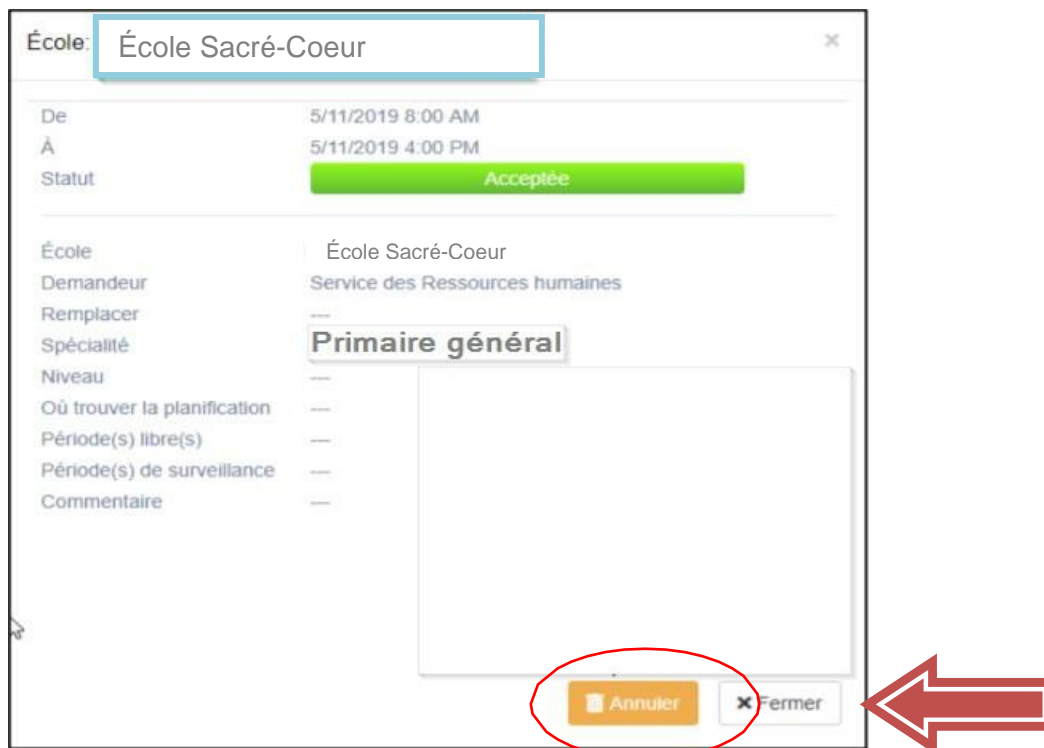 École: École Sacré-Coeur ×
De 5/11/2019 8:00 AM
À 5/11/2019 4:00 PM
Statut Acceptée
École École Sacré-Coeur
Demandeur Service des Ressources humaines
Remplacer ---
Spécialité Primaire général
Niveau ---
Où trouver la planification ---
Période(s) libre(s) ---
Période(s) de surveillance ---
Commentaire ---
Annuler × Fermer